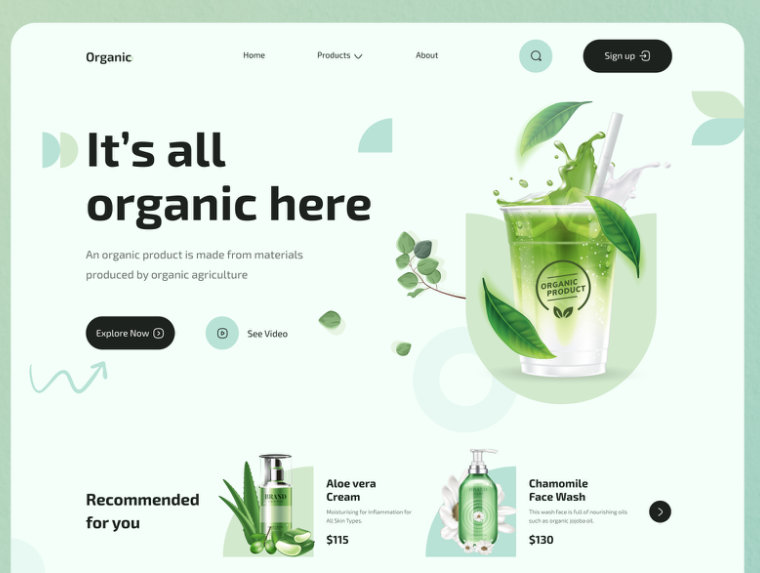 Organic
Home
Products
About
Sign up
It's all
organic here
An organic product is made from materials
produced by organic agriculture
ORGANIC
PRODUCT
Explore Now
See Video
Recommended
for you
BRAND
Aloe vera
Cream
Moisturising for inflammation for
All Skin Types.
$115
Chamomile
Face Wash
This wash face is full of nourishing oils
such as organic jojoba oil.
$130